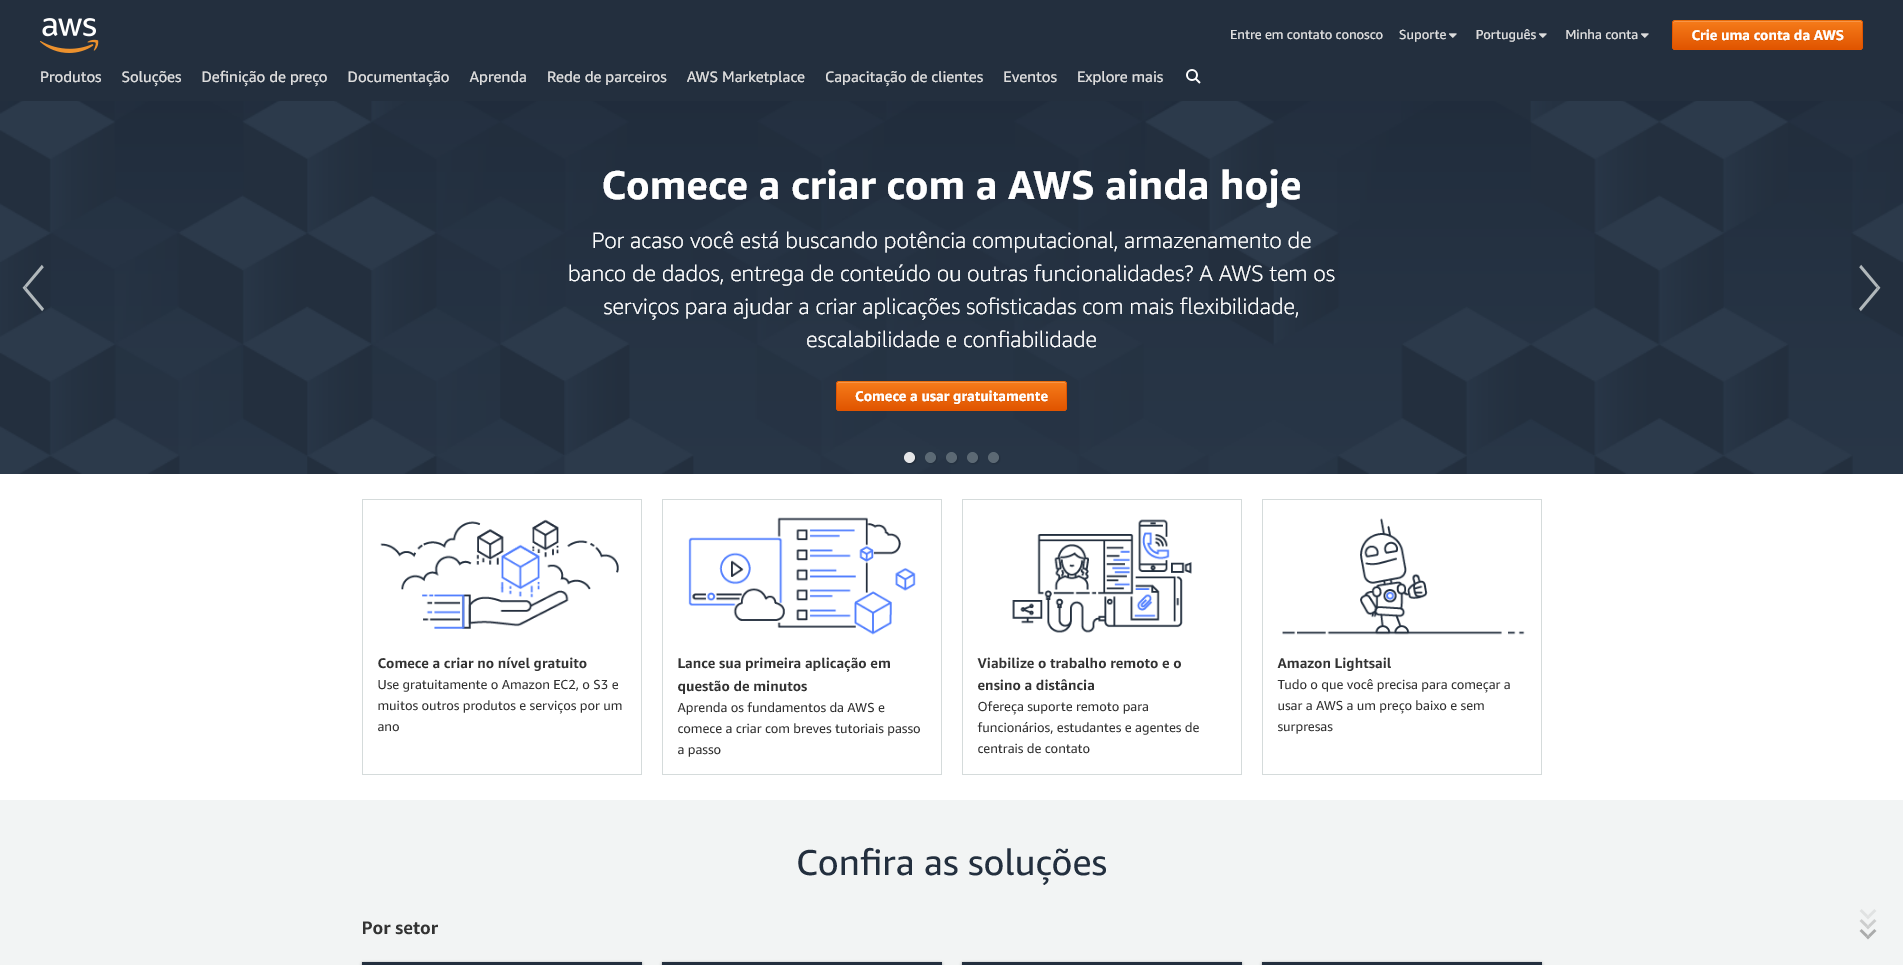 aws
Entre em contato conosco Suporte Português Minha conta Crie uma conta da AWS
Produtos Soluções Definição de preço Documentação Aprenda Rede de parceiros AWS Marketplace Capacitação de clientes Eventos Explore mais
Comece a criar com a AWS ainda hoje
Por acaso você está buscando potência computacional, armazenamento de
banco de dados, entrega de conteúdo ou outras funcionalidades? A AWS tem os
serviços para ajudar a criar aplicações sofisticadas com mais flexibilidade,
escalabilidade e confiabilidade
Comece a usar gratuitamente
Comece a criar no nível gratuito
Use gratuitamente o Amazon EC2, o S3 e
muitos outros produtos e serviços por um
ano
Lance sua primeira aplicação em
questão de minutos
Aprenda os fundamentos da AWS e
comece a criar com breves tutoriais passo
a passo
Viabilize o trabalho remoto e o
ensino a distância
Ofereça suporte remoto para
funcionários, estudantes e agentes de
centrais de contato
Amazon Lightsail
Tudo o que você precisa para começar a
usar a AWS a um preço baixo e sem
surpresas
Confira as soluções
Por setor